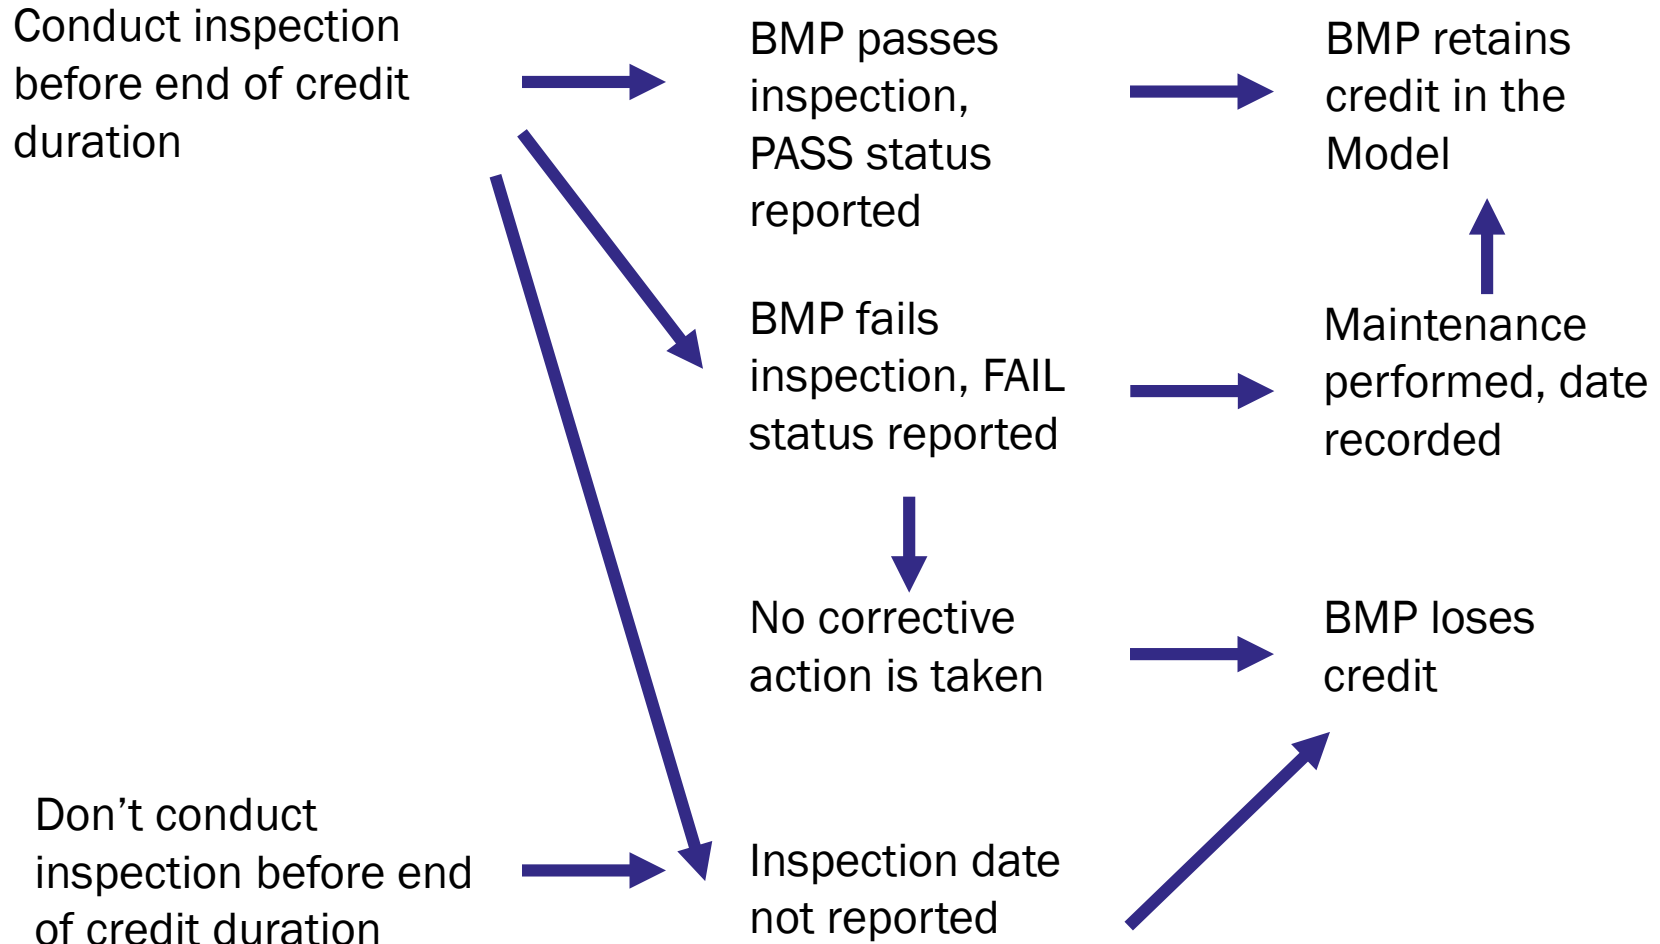 Conduct inspection
before end of credit
duration
BMP passes
inspection,
PASS status
reported
BMP retains
credit in the
Model
BMP fails
inspection, FAIL
status reported
Maintenance
performed, date
recorded
No corrective
action is taken
BMP loses
credit
Don’t conduct
inspection before end
of credit duration
Inspection date
not reported